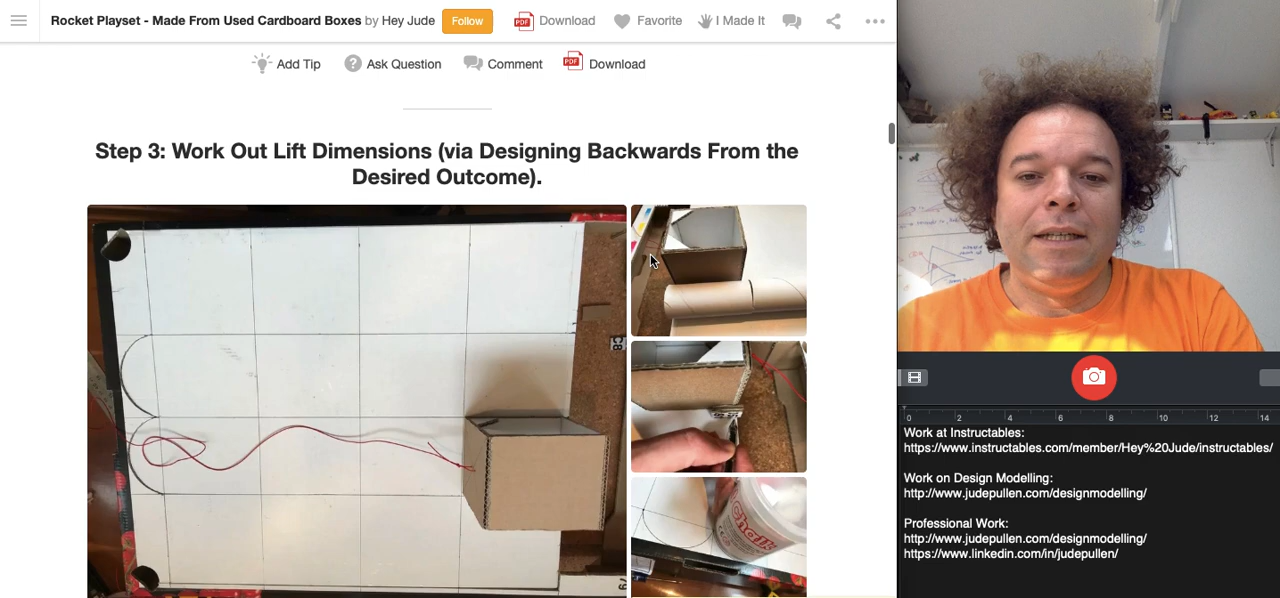 Rocket Playset - Made From Used Cardboard Boxes by Hey Jude
Follow
PDF Download
Favorite
I Made It
Add Tip
Ask Question
Comment
PDF Download
Step 3: Work Out Lift Dimensions (via Designing Backwards From the
Desired Outcome).
chalk
0 2 4 6 8 10 12 14
Work at Instructables:
https://www.instructables.com/member/Hey%20Jude/instructables/
Work on Design Modelling:
http://www.judepullen.com/designmodelling/
Professional Work:
http://www.judepullen.com/designmodelling/
https://www.linkedin.com/in/judepullen/